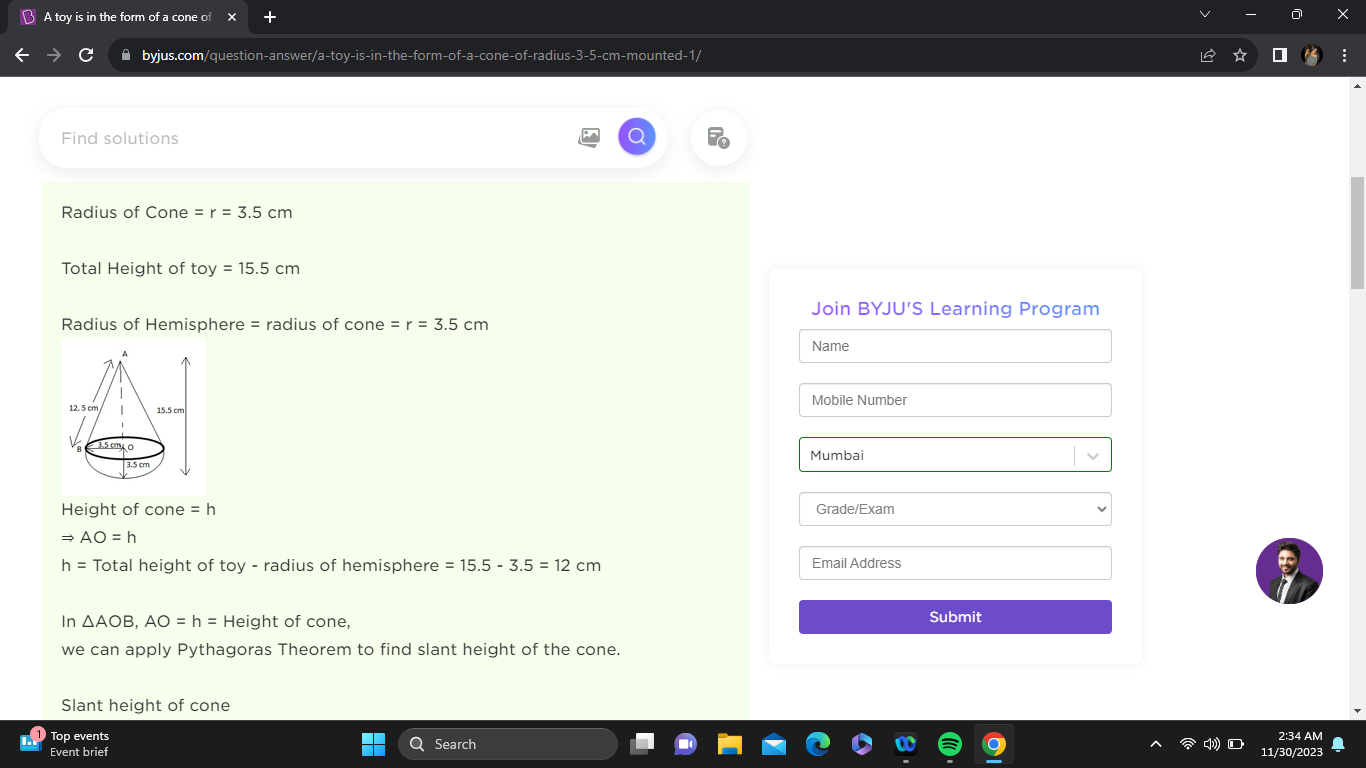 A toy is in the form of a cone of
byjus.com/question-answer/a-toy-is-in-the-form-of-a-cone-of-radius-3-5-cm-mounted-1/
Find solutions
Radius of Cone = r = 3.5 cm
Total Height of toy = 15.5 cm
Radius of Hemisphere = radius of cone = r = 3.5 cm
A
12. 5 cm
15.5 cm
B
3.5 cm
O
3.5 cm
Height of cone = h
⇒ AO = h
h = Total height of toy - radius of hemisphere = 15.5 - 3.5 = 12 cm
In ΔAOB, AO = h = Height of cone,
we can apply Pythagoras Theorem to find slant height of the cone.
Slant height of cone
Join BYJU'S Learning Program
Name
Mobile Number
Mumbai
Grade/Exam
Email Address
Submit
1
Top events
Event brief
Search
2:34 AM
11/30/2023